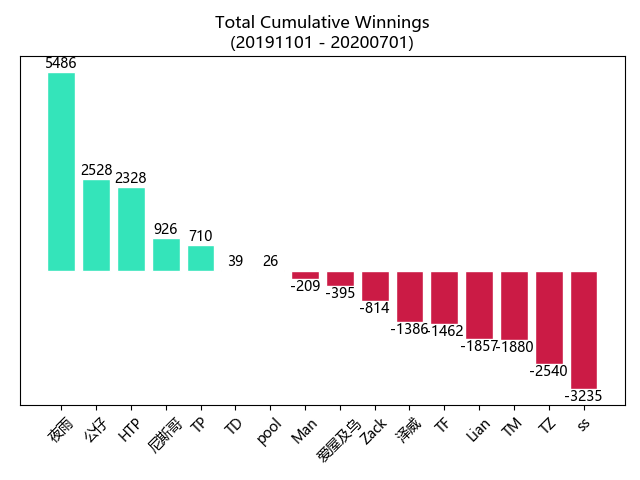 Total Cumulative Winnings
(20191101 - 20200701)
5486
2528
2328
926
710
39
26
-209
-395
-814
-1386
-1462
-1857
-1880
-2540
-3235
夜雨
公仔
HTP
尼斯哥
TP
TD
pool
Man
爱屋及乌
Zack
泽威
TF
Lian
TM
TZ
ss